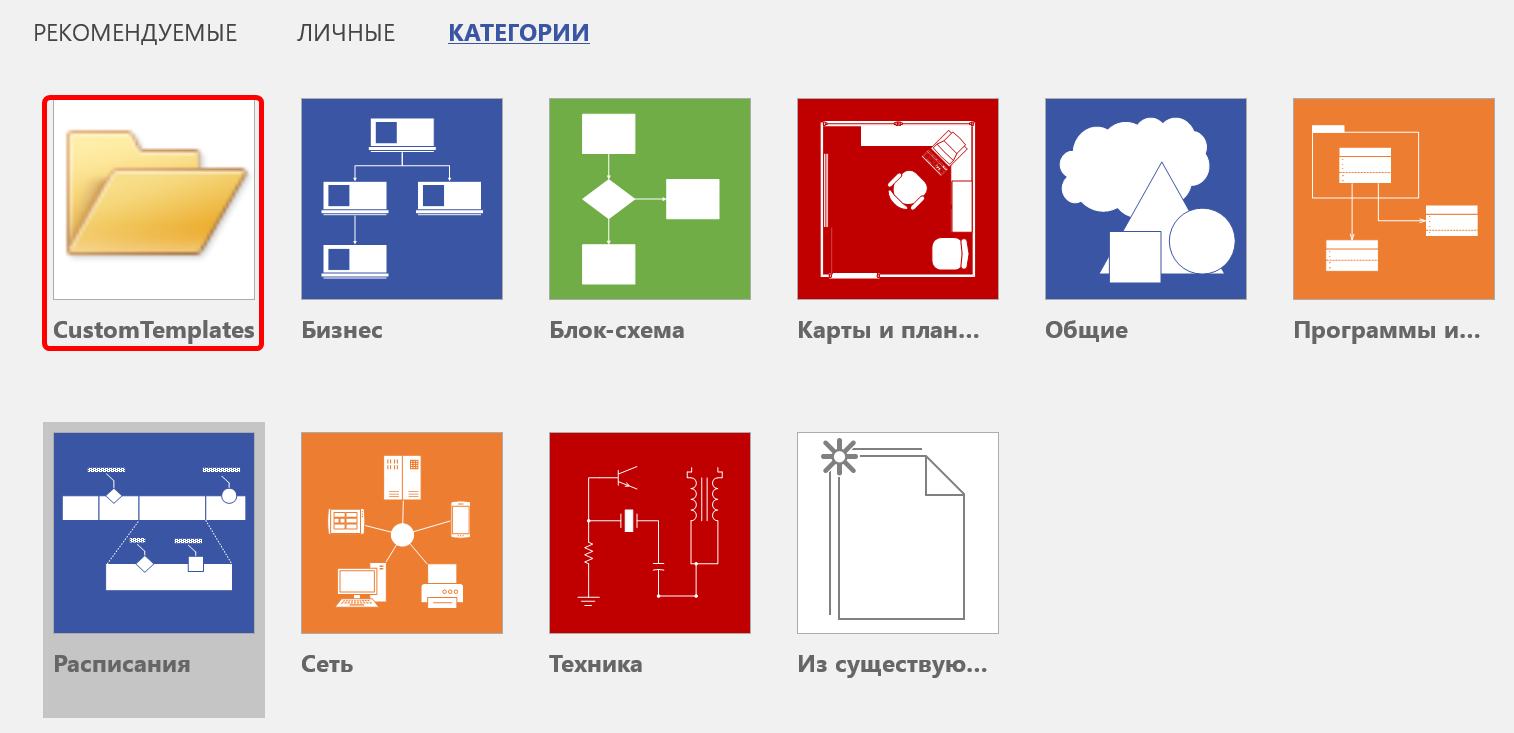 РЕКОМЕНДУЕМЫЕ ЛИЧНЫЕ КАТЕГОРИИ
CustomTemplates Бизнес Блок-схема Карты и план... Общие Программы и...
Расписания Сеть Техника Из существую...